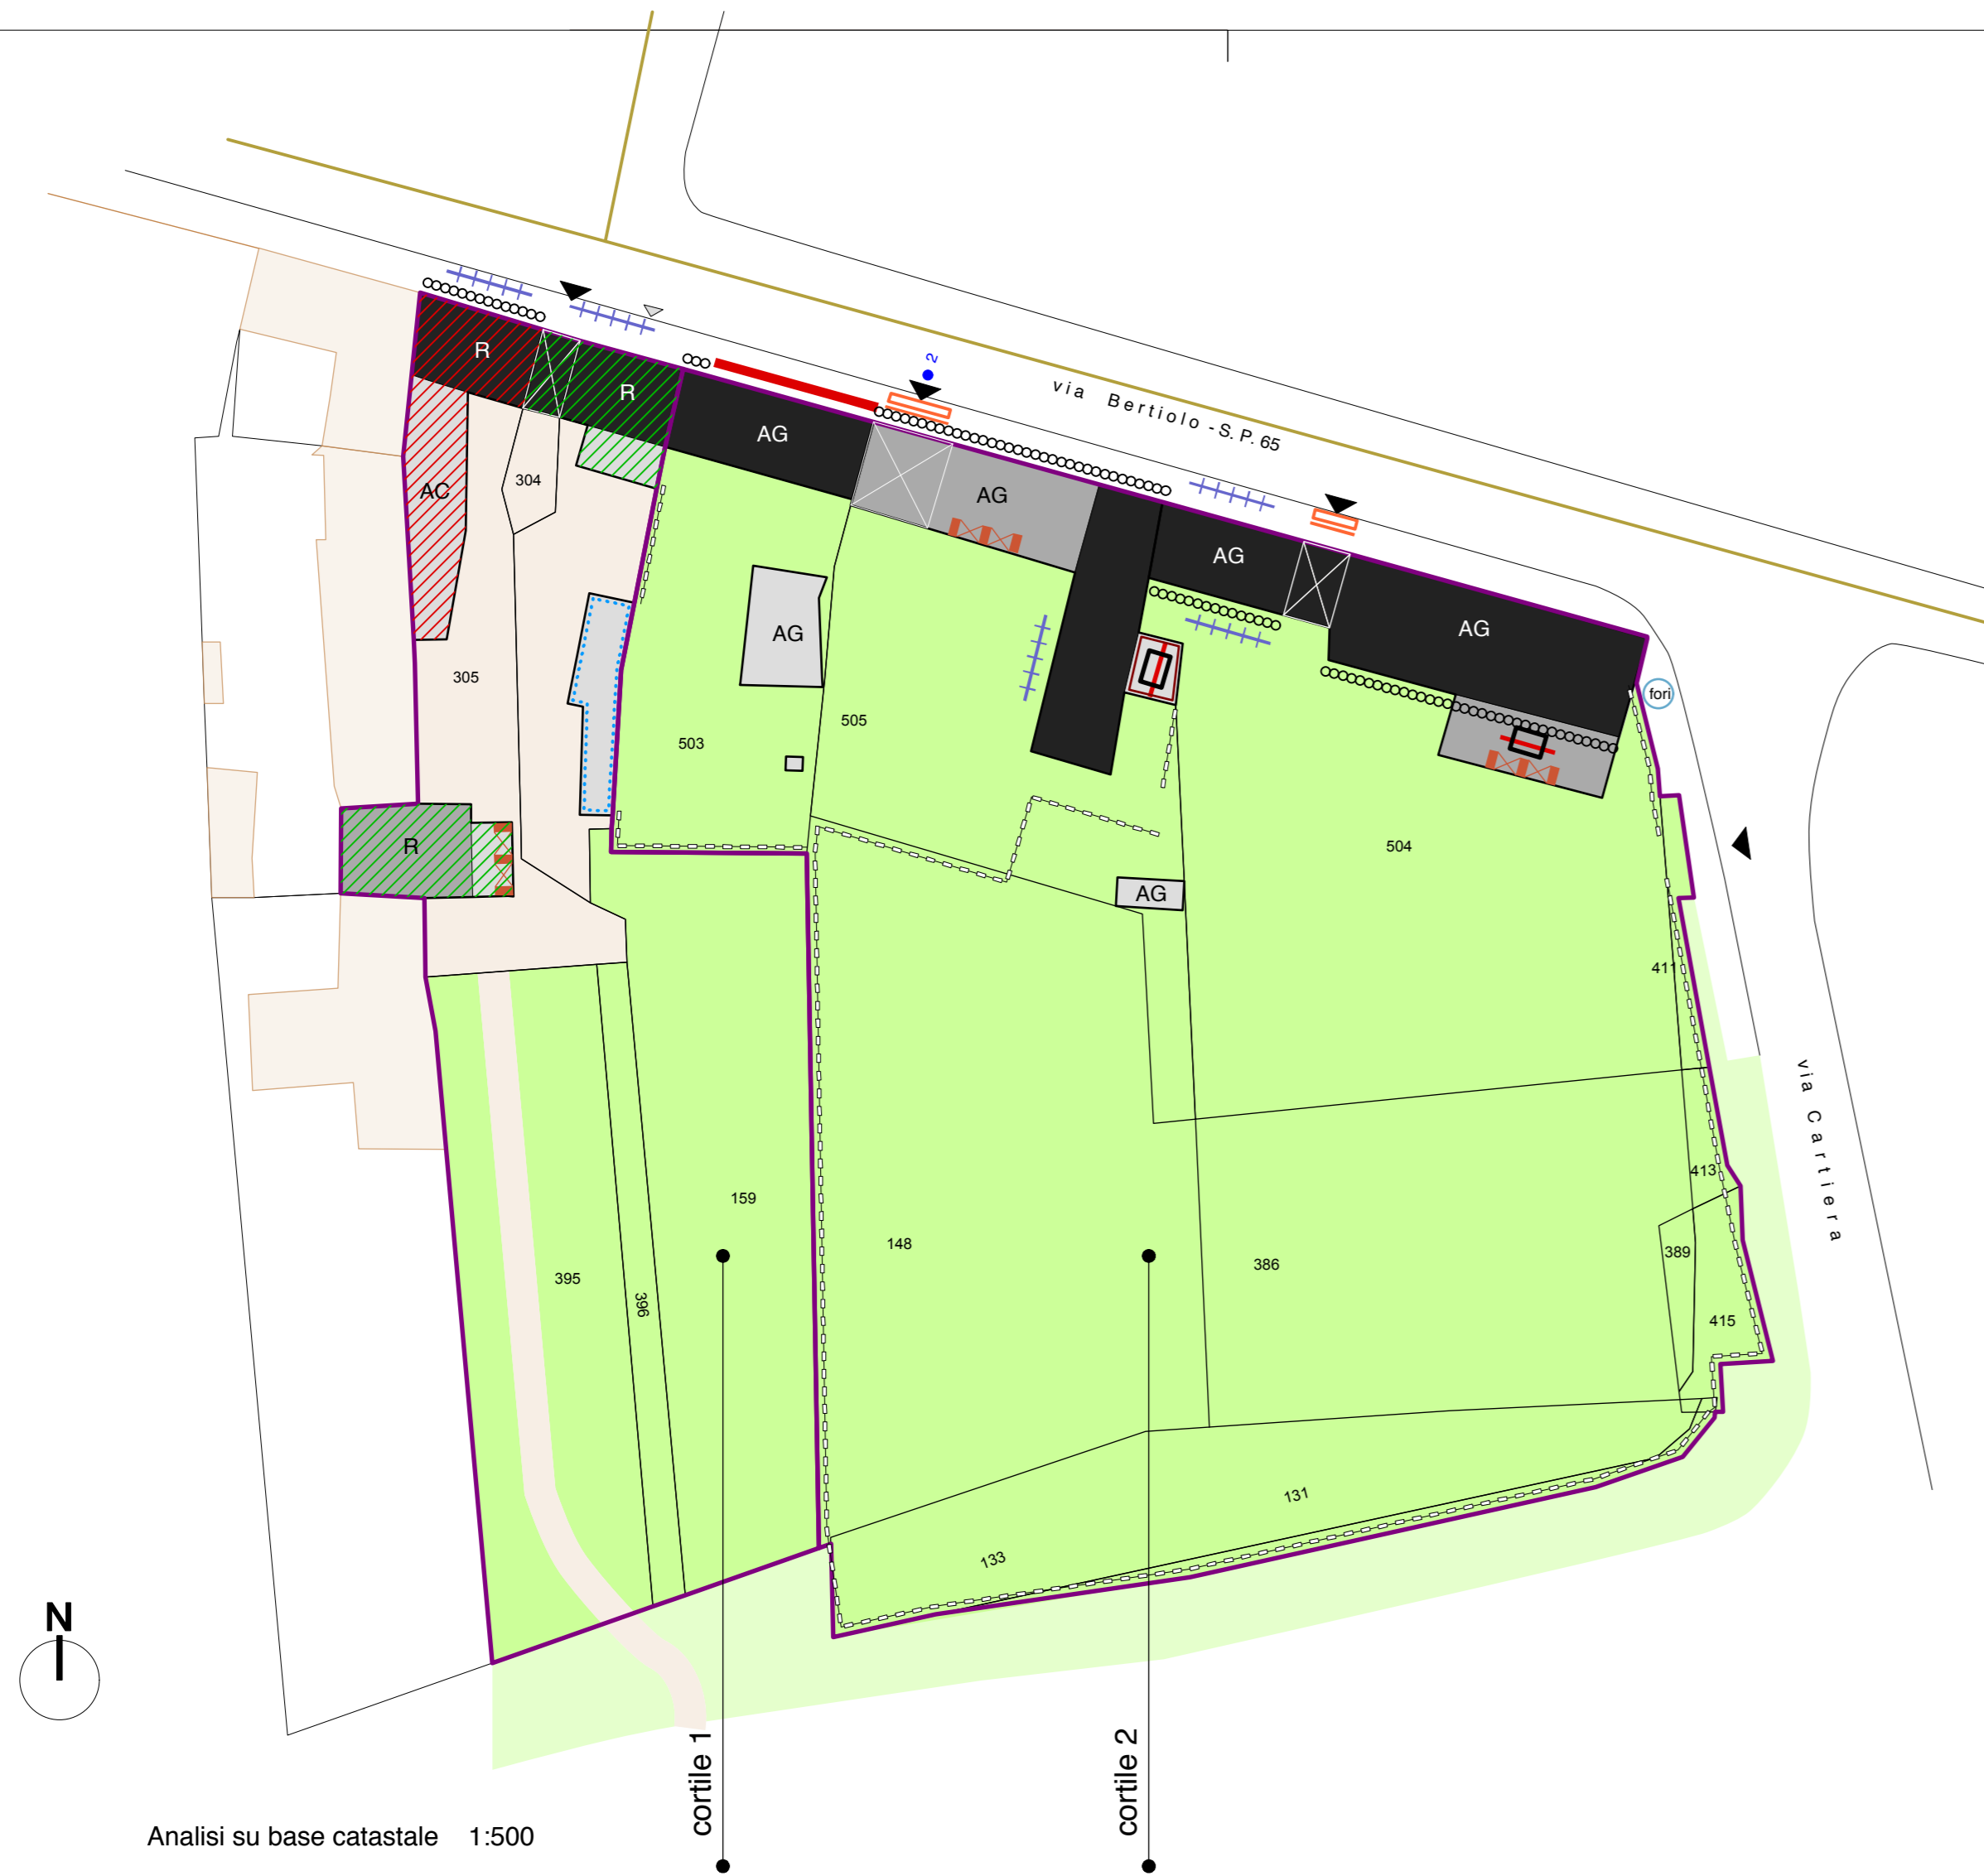 2
via Bertiolo - S. P. 65
R
R
AG
AC
304
AG
AG
AG
AG
305
fori
505
503
R
504
AG
411
413
159
148
389
386
395
396
415
131
133
via Cartiera
N
cortile 1
cortile 2
Analisi su base catastale 1:500